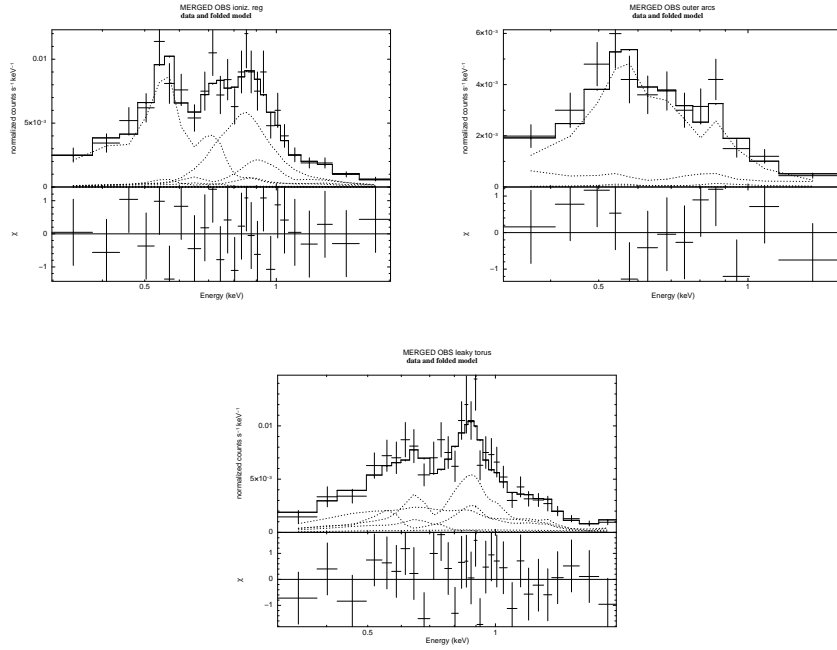 MERGED OBS ioniz. reg
data and folded model
normalized counts s⁻¹ keV⁻¹
0.01
5×10⁻³
0
χ
1
0
−1
0.5
1
Energy (keV)
MERGED OBS outer arcs
data and folded model
normalized counts s⁻¹ keV⁻¹
6×10⁻³
4×10⁻³
2×10⁻³
0
χ
1
0
−1
0.5
1
Energy (keV)
MERGED OBS leaky torus
data and folded model
normalized counts s⁻¹ keV⁻¹
0.01
5×10⁻³
0
χ
1
0
−1
0.5
1
Energy (keV)